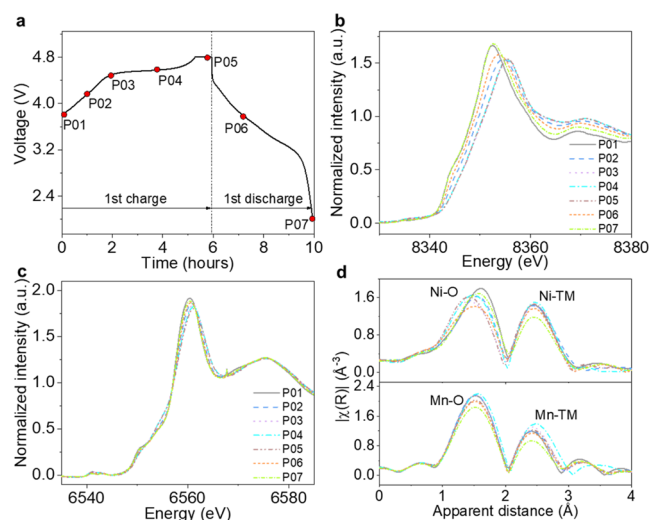 a
Voltage (V)
4.8
4.0
3.2
2.4
P01
P02
P03
P04
P05
P06
P07
1st charge
1st discharge
0 2 4 6 8 10
Time (hours)
b
Normalized intensity (a.u.)
1.5
1.0
0.5
0.0
P01
P02
P03
P04
P05
P06
P07
8340 8360 8380
Energy (eV)
c
Normalized intensity (a.u.)
2.0
1.5
1.0
0.5
0.0
P01
P02
P03
P04
P05
P06
P07
6540 6560 6580
Energy (eV)
d
|χ(R)| (Å⁻³)
1.6
0.8
0.0
Ni-O
Ni-TM
2.4
1.6
0.8
0.0
Mn-O
Mn-TM
0 1 2 3 4
Apparent distance (Å)